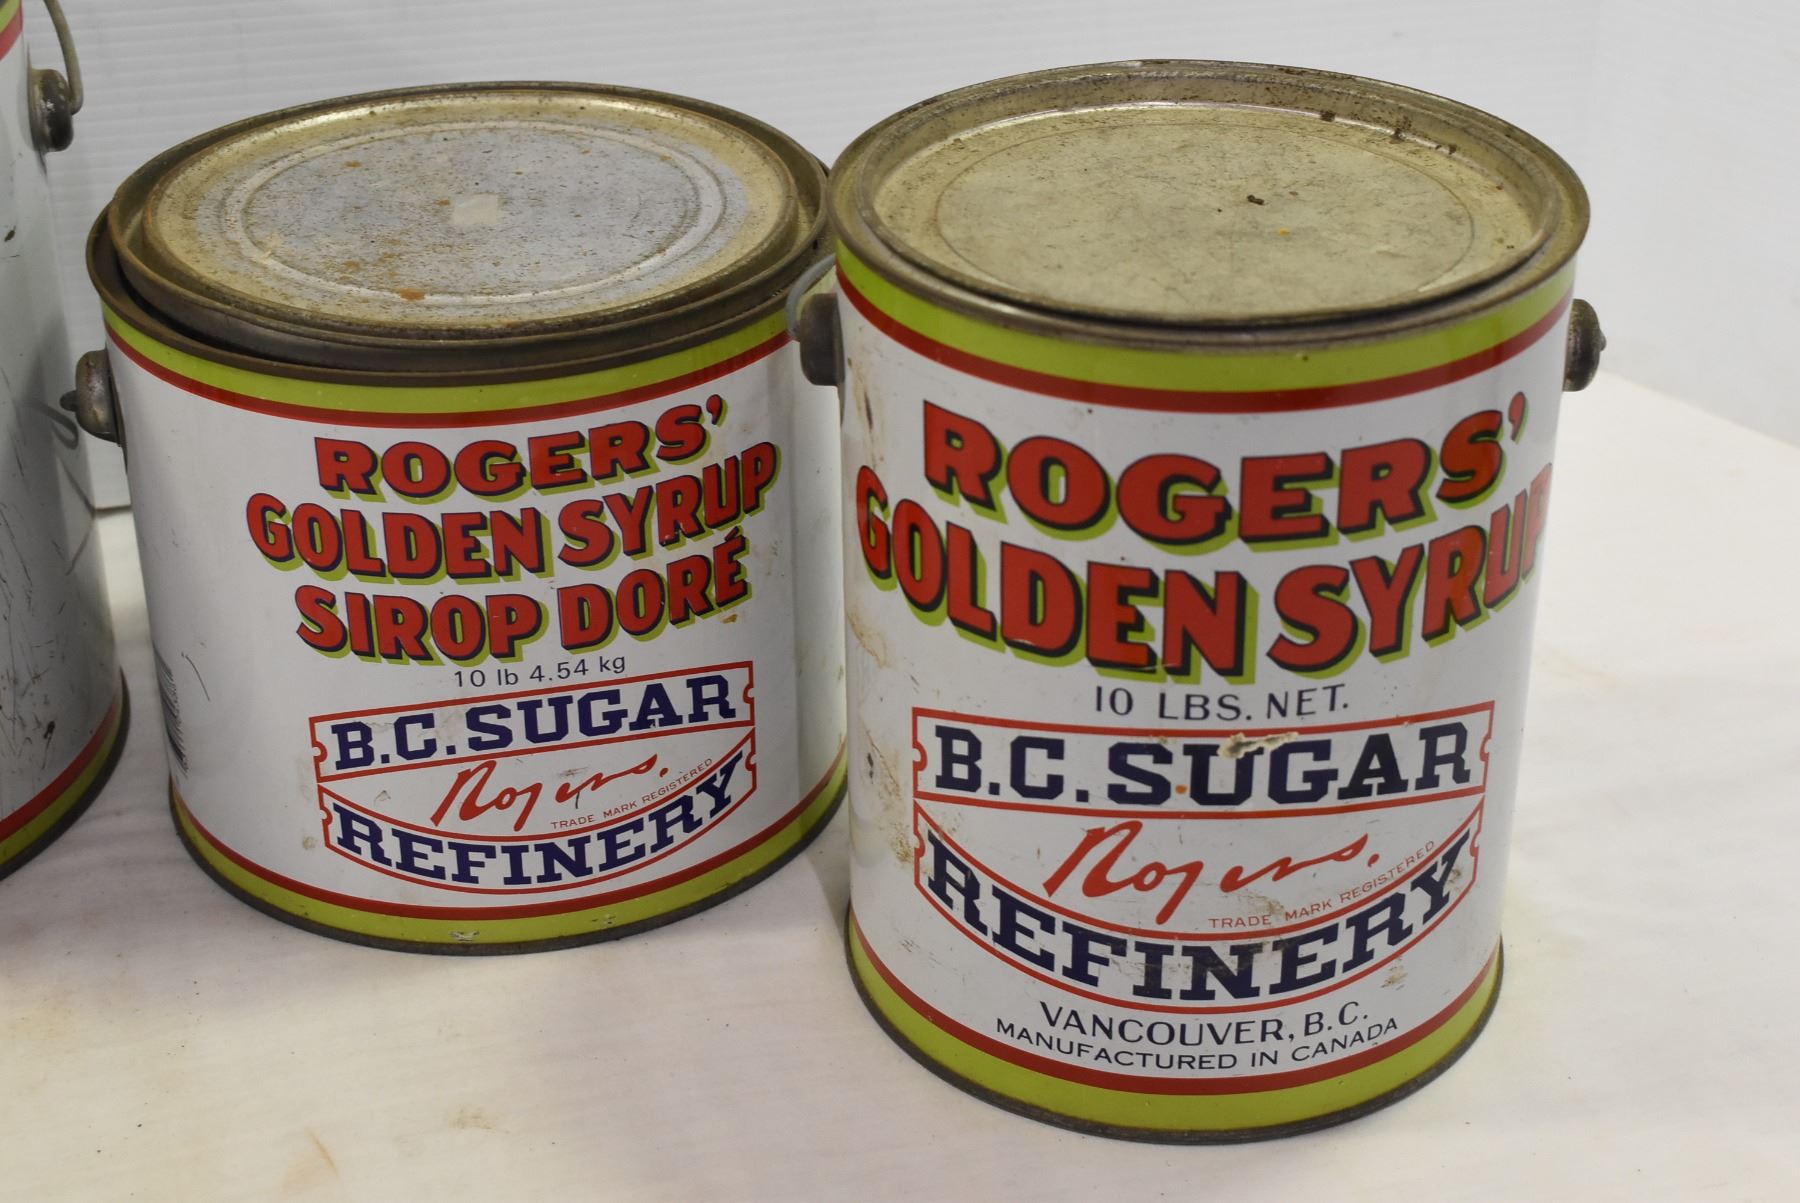 ROGERS'
GOLDEN SYRUP
SIROP DORÉ
10 lb 4.54 kg
B.C. SUGAR
Rogers.
TRADE MARK REGISTERED
REFINERY
ROGERS'
GOLDEN SYRUP
10 LBS. NET.
B.C. SUGAR
Rogers.
TRADE MARK REGISTERED
REFINERY
VANCOUVER, B.C.
MANUFACTURED IN CANADA